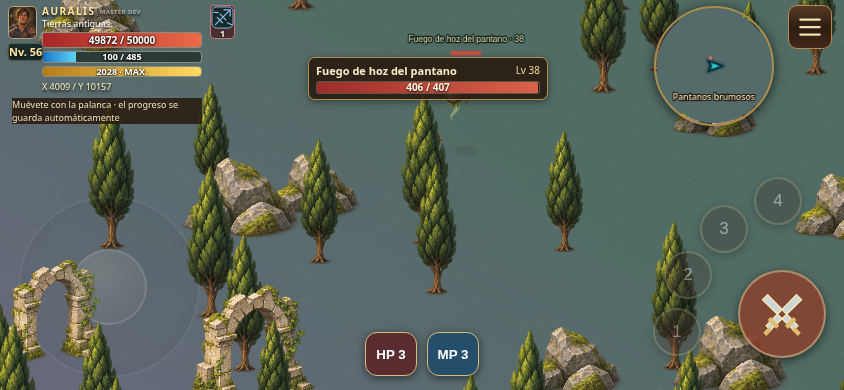 AURALIS MASTER DEV
Tierras antiguas.
49872 / 50000
Nv. 56
100 / 485
2028 · MAX.
X 4009 / Y 10157
Muévete con la palanca · el progreso se
guarda automáticamente
1
Fuego de hoz del pantano · 38
Fuego de hoz del pantano Lv 38
406 / 407
Pantanos brumosos
4
3
2
1
HP 3
MP 3